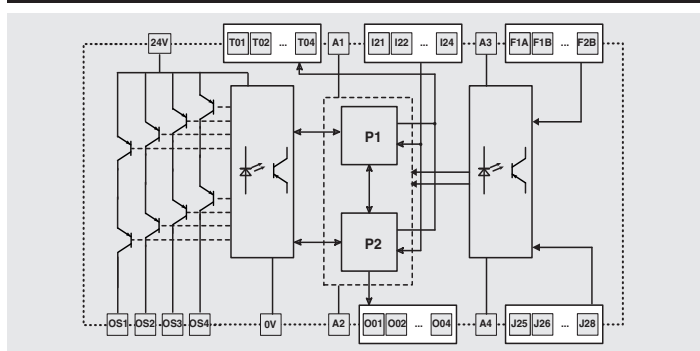 24V T01 T02 ... T04 A1 I21 I22 ... I24 A3 F1A F1B ... F2B
P1
P2
OS1 OS2 OS3 OS4 0V A2 O01 O02 ... O04 A4 J25 J26 ... J28